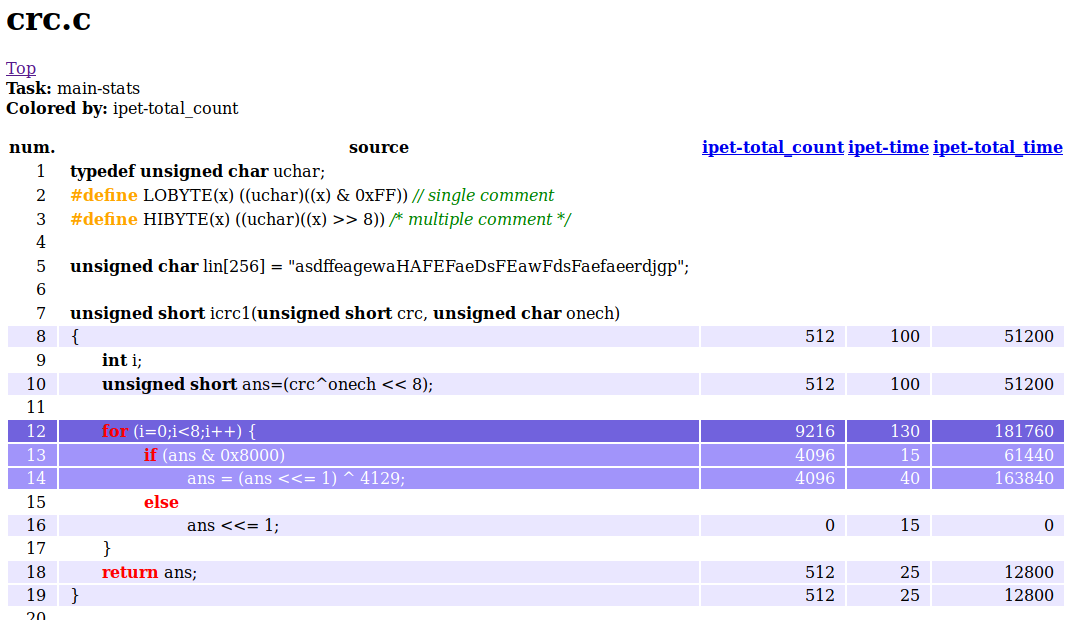 crc.c
Top
Task: main-stats
Colored by: ipet-total_count
num. source ipet-total_count ipet-time ipet-total_time
1 typedef unsigned char uchar;
2 #define LOBYTE(x) ((uchar)((x) & 0xFF)) // single comment
3 #define HIBYTE(x) ((uchar)((x) >> 8)) /* multiple comment */
4
5 unsigned char lin[256] = "asdffeagewaHAFEFaeDsFEawFdsFaefaeerdjgp";
6
7 unsigned short icrc1(unsigned short crc, unsigned char onech)
8 { 512 100 51200
9 int i;
10 unsigned short ans=(crc^onech << 8); 512 100 51200
11
12 for (i=0;i<8;i++) { 9216 130 181760
13 if (ans & 0x8000) 4096 15 61440
14 ans = (ans <<= 1) ^ 4129; 4096 40 163840
15 else
16 ans <<= 1; 0 15 0
17 }
18 return ans; 512 25 12800
19 } 512 25 12800
20